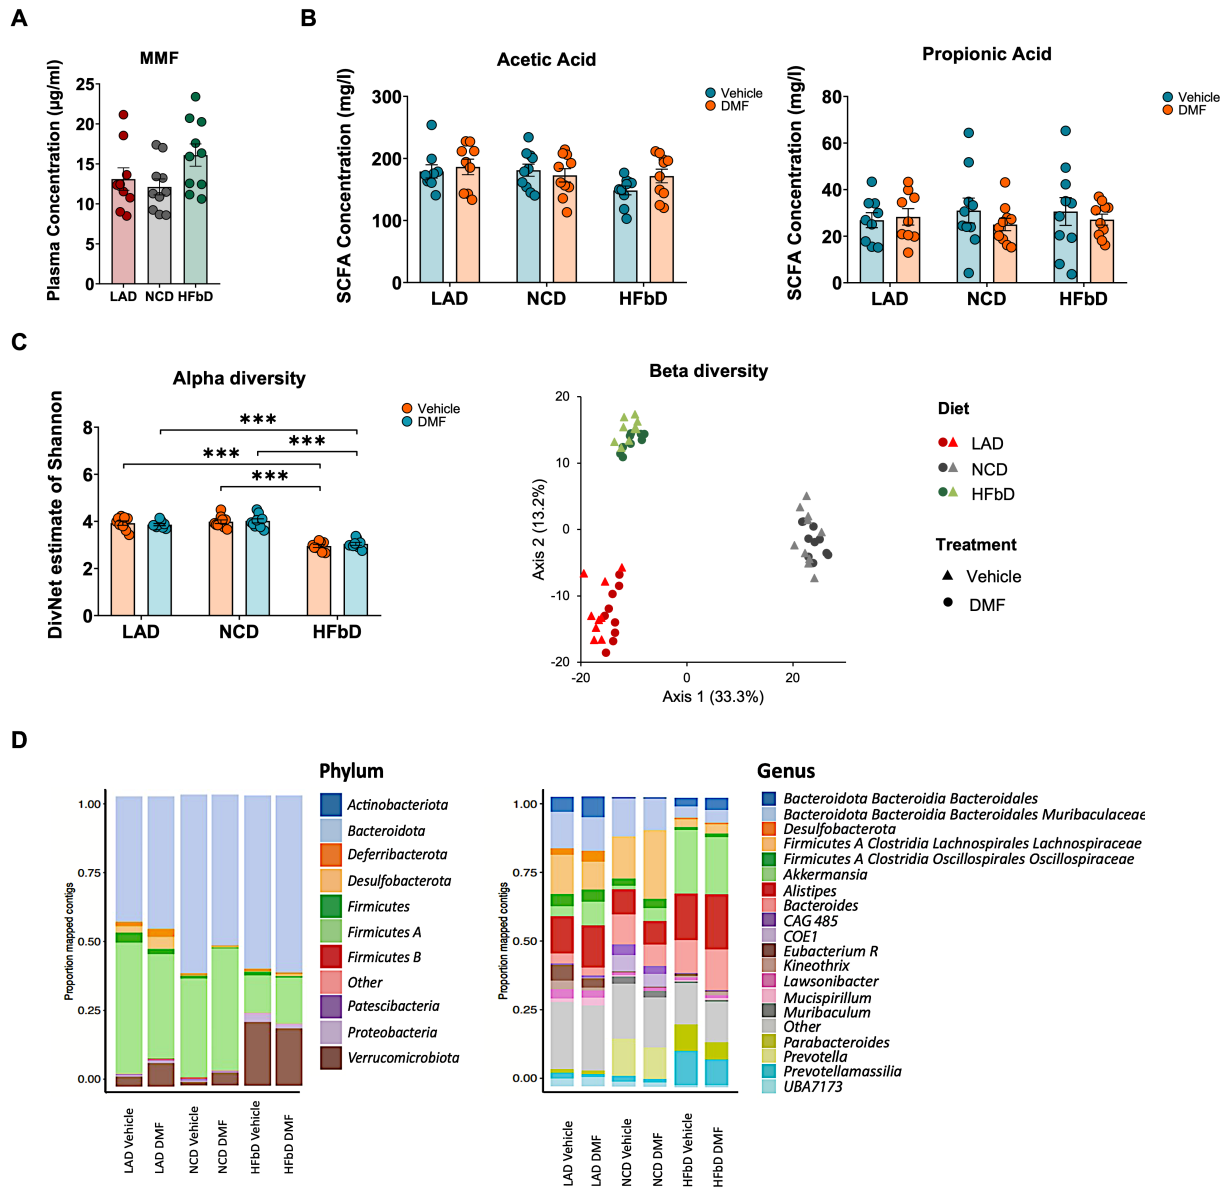 A
B
MMF
Plasma Concentration (µg/ml)
25
20
15
10
5
0
LAD NCD HFbD
Acetic Acid
SCFA Concentration (mg/l)
300
200
100
0
LAD NCD HFbD
Vehicle
DMF
Propionic Acid
SCFA Concentration (mg/l)
80
60
40
20
0
LAD NCD HFbD
Vehicle
DMF
C
Alpha diversity
DivNet estimate of Shannon
8
6
4
2
0
***
***
***
***
LAD NCD HFbD
Vehicle
DMF
Beta diversity
Axis 2 (13.2%)
20
10
0
-10
-20
-20 0 20
Axis 1 (33.3%)
Diet
LAD
NCD
HFbD
Treatment
Vehicle
DMF
D
Proportion mapped contigs
1.00
0.75
0.50
0.25
0.00
LAD Vehicle
LAD DMF
NCD Vehicle
NCD DMF
HFbD Vehicle
HFbD DMF
Phylum
Actinobacteriota
Bacteroidota
Deferribacterota
Desulfobacterota
Firmicutes
Firmicutes A
Firmicutes B
Other
Patescibacteria
Proteobacteria
Verrucomicrobiota
Proportion mapped contigs
1.00
0.75
0.50
0.25
0.00
LAD Vehicle
LAD DMF
NCD Vehicle
NCD DMF
HFbD Vehicle
HFbD DMF
Genus
Bacteroidota Bacteroidia Bacteroidales
Bacteroidota Bacteroidia Bacteroidales Muribaculaceae
Desulfobacterota
Firmicutes A Clostridia Lachnospirales Lachnospiraceae
Firmicutes A Clostridia Oscillospirales Oscillospiraceae
Akkermansia
Alistipes
Bacteroides
CAG 485
COE1
Eubacterium R
Kineothrix
Lawsonibacter
Mucispirillum
Muribaculum
Other
Parabacteroides
Prevotella
Prevotellamassilia
UBA7173